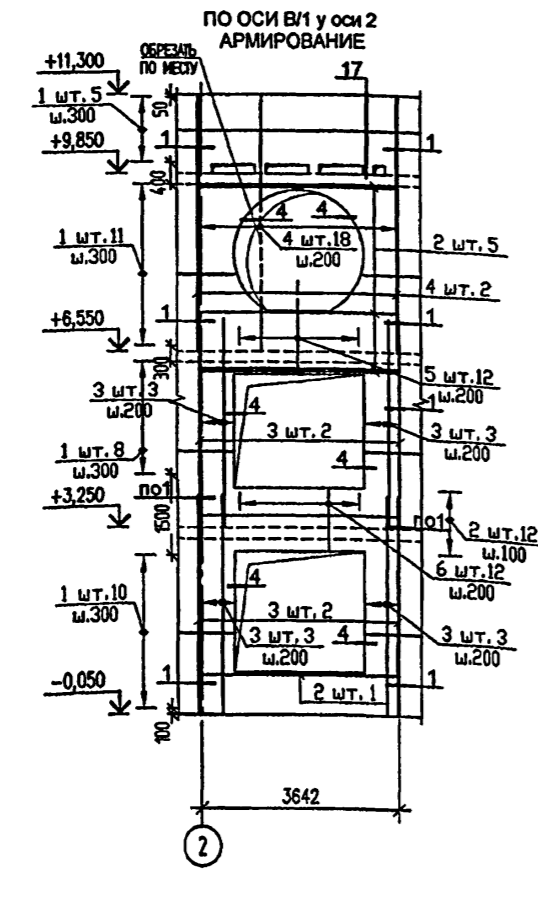 ПО ОСИ В/1 у оси 2
АРМИРОВАНИЕ
ОБРЕЗАТЬ
ПО МЕСТУ
17
+11,300
50
1 шт. 5
ш.300
1
1
+9,850
400
4
4
4 шт.18
ш.200
2 шт. 5
1 шт.11
ш.300
4 шт. 2
1
1
+6,550
300
5 шт.12
ш.200
3 шт. 3
ш.200
4
1
3 шт. 2
3 шт. 3
ш.200
1 шт. 8
ш.300
4
по1
по1
+3,250
1500
2 шт.12
ш.100
6 шт.12
ш.200
1 шт.10
ш.300
4
3 шт. 2
3 шт, 3
ш.200
4
3 шт. 3
ш.200
-0,050
1
1
2 шт. 1
100
3642
2